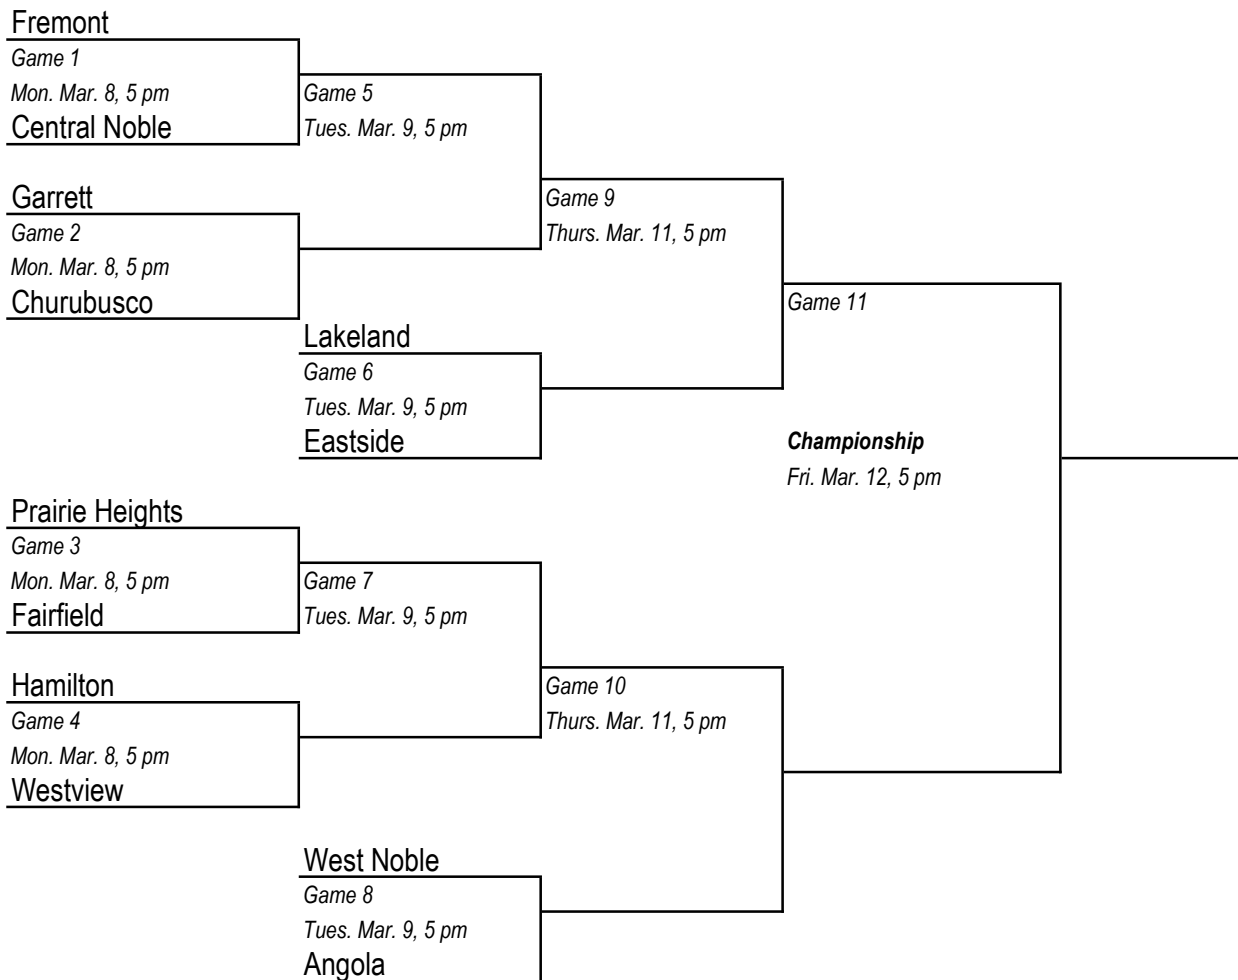 Fremont
Game 1
Mon. Mar. 8, 5 pm
Central Noble
Game 5
Tues. Mar. 9, 5 pm
Garrett
Game 2
Mon. Mar. 8, 5 pm
Churubusco
Game 9
Thurs. Mar. 11, 5 pm
Lakeland
Game 6
Tues. Mar. 9, 5 pm
Eastside
Game 11
Championship
Fri. Mar. 12, 5 pm
Prairie Heights
Game 3
Mon. Mar. 8, 5 pm
Fairfield
Game 7
Tues. Mar. 9, 5 pm
Hamilton
Game 4
Mon. Mar. 8, 5 pm
Westview
Game 10
Thurs. Mar. 11, 5 pm
West Noble
Game 8
Tues. Mar. 9, 5 pm
Angola